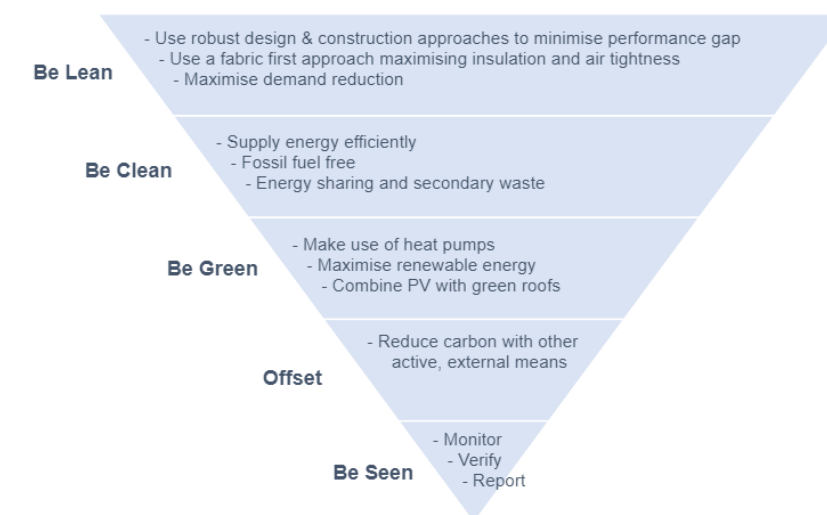 - Use robust design & construction approaches to minimise performance gap
- Use a fabric first approach maximising insulation and air tightness
Be Lean
- Maximise demand reduction
- Supply energy efficiently
- Fossil fuel free
Be Clean
- Energy sharing and secondary waste
- Make use of heat pumps
- Maximise renewable energy
Be Green
- Combine PV with green roofs
- Reduce carbon with other
active, external means
Offset
- Monitor
- Verify
Be Seen
- Report